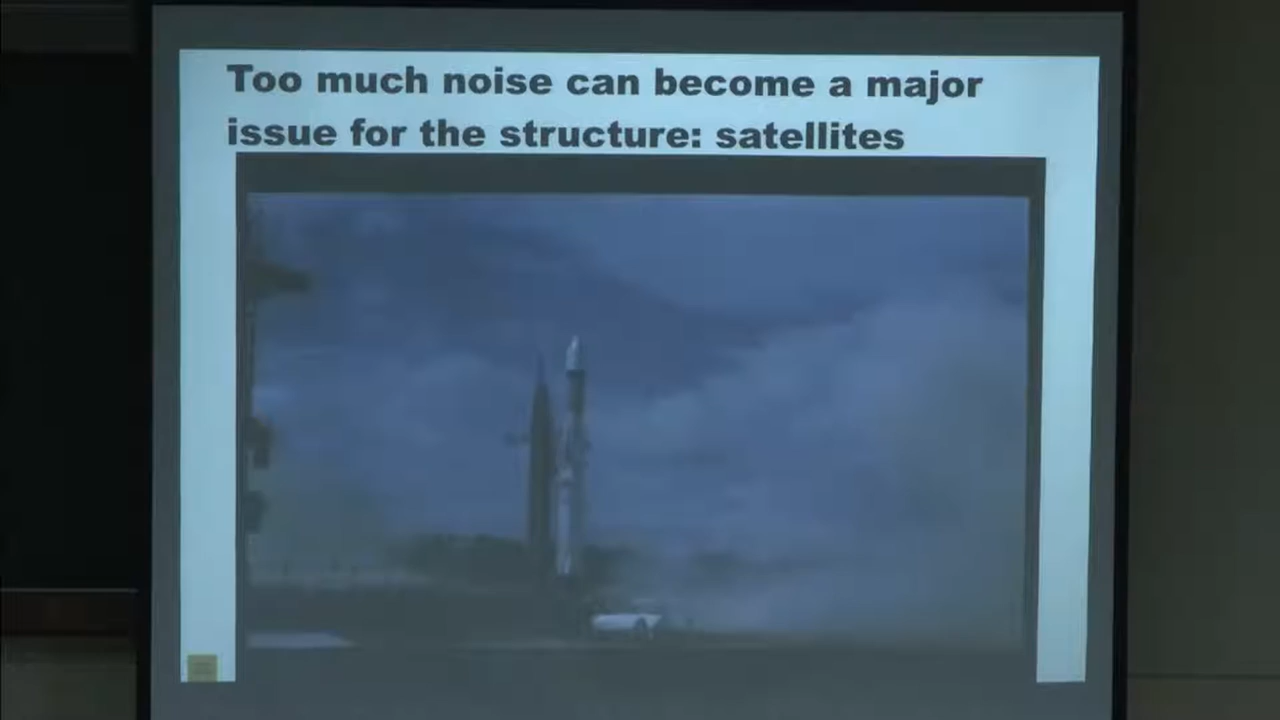 Too much noise can become a major
issue for the structure: satellites